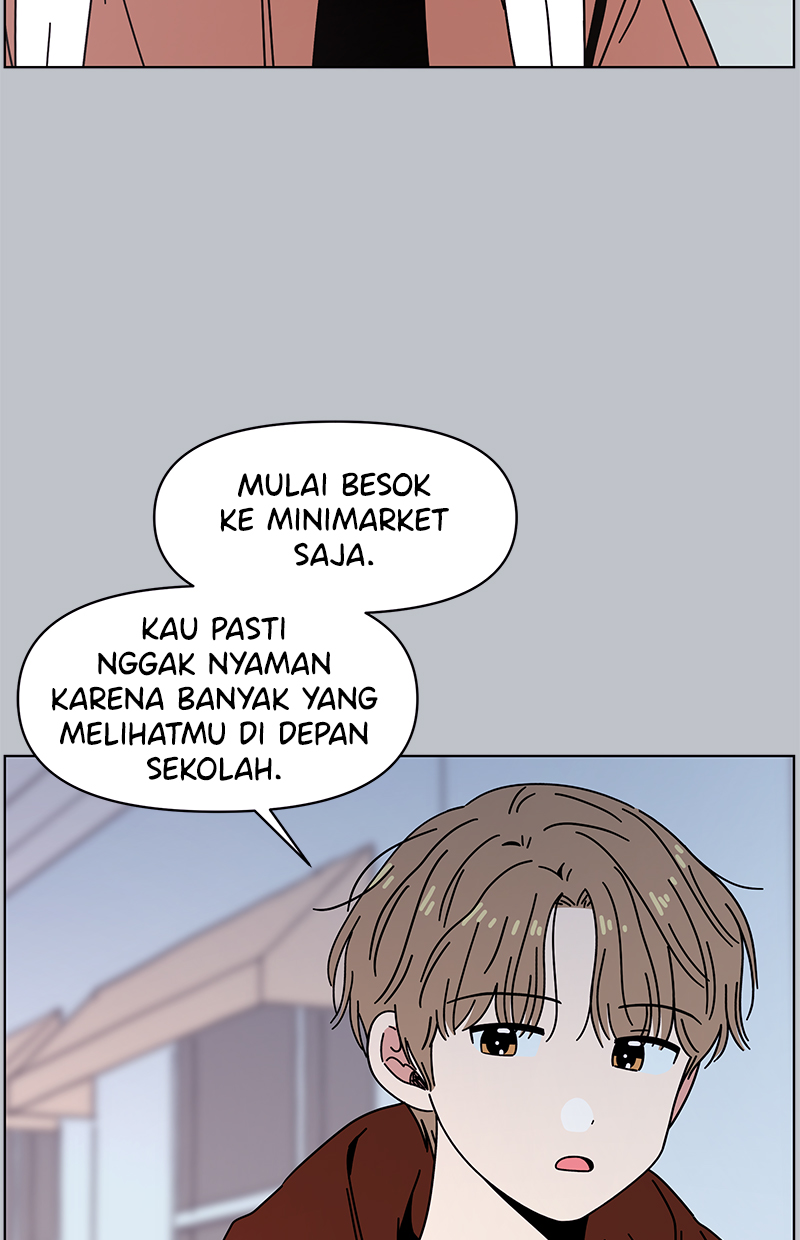 MULAI BESOK
KE MINIMARKET
SAJA.
KAU PASTI
NGGAK NYAMAN
KARENA BANYAK YANG
MELIHATMU DI DEPAN
SEKOLAH.